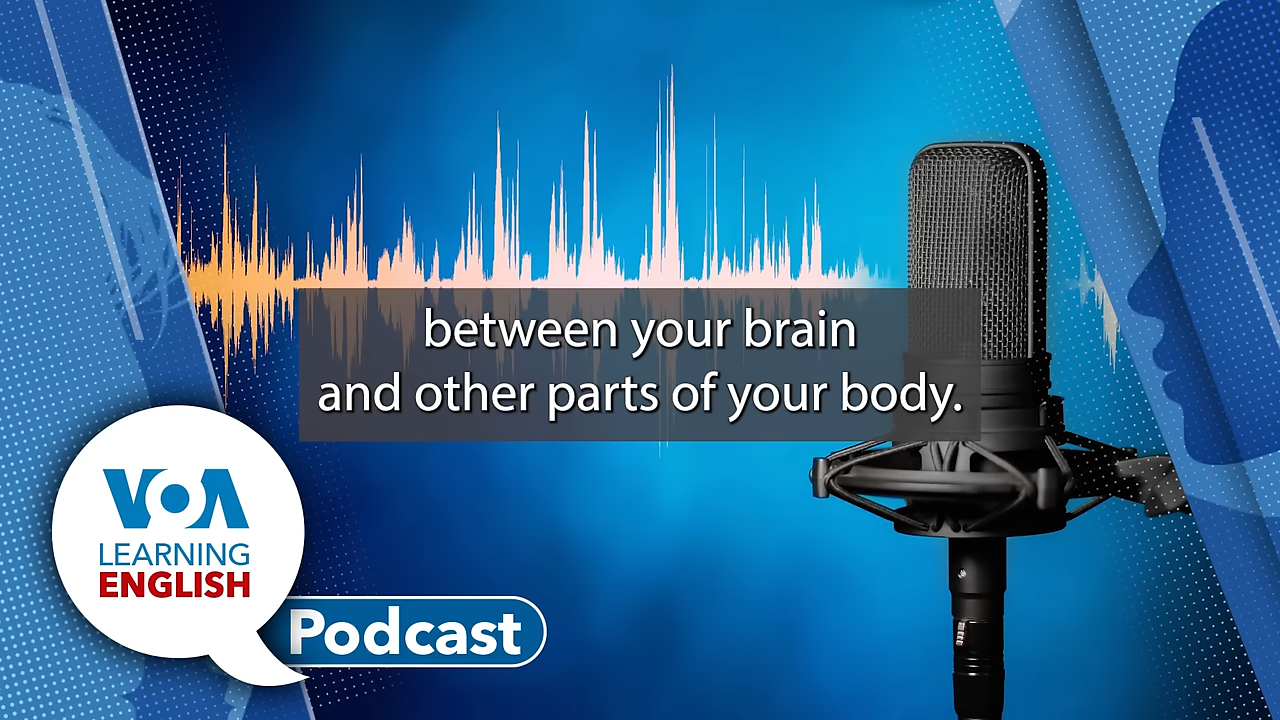 between your brain
and other parts of your body.
VOA
LEARNING
ENGLISH
Podcast